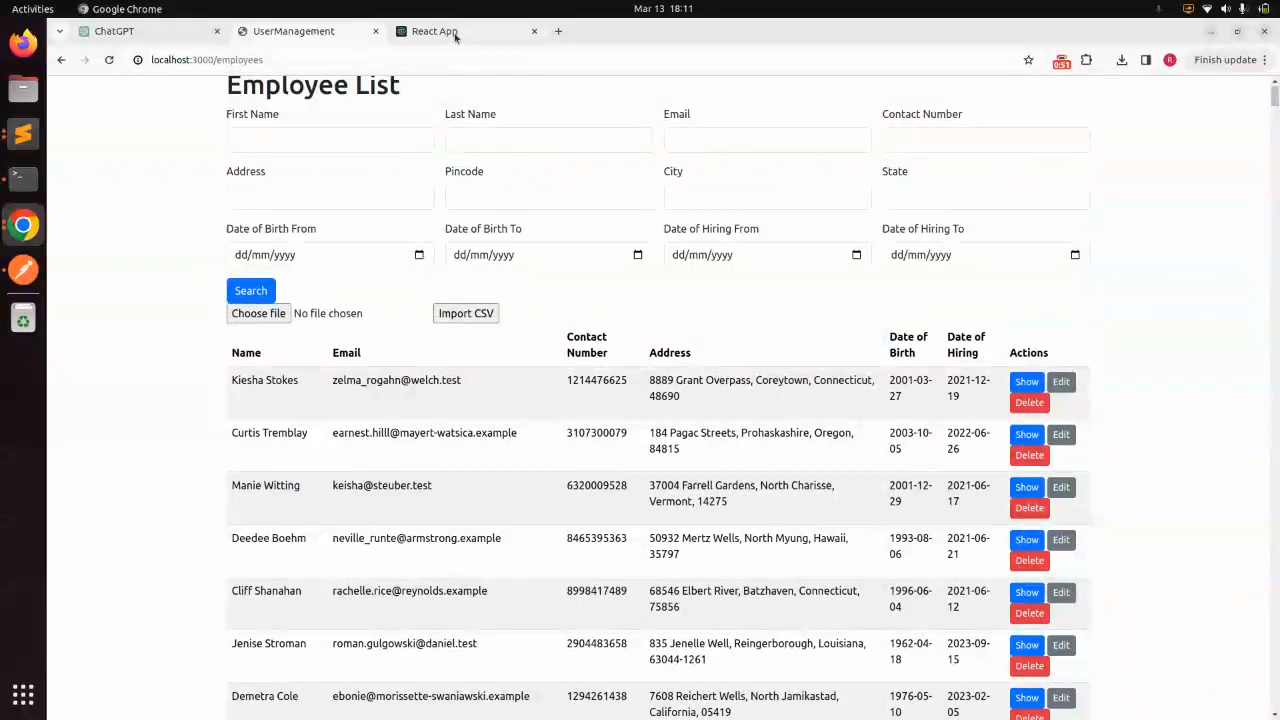 Activities Google Chrome Mar 13 18:11
ChatGPT UserManagement React App
localhost:3000/employees 0:51 R Finish update
Employee List
First Name Last Name Email Contact Number
Address Pincode City State
Date of Birth From Date of Birth To Date of Hiring From Date of Hiring To
dd/mm/yyyy dd/mm/yyyy dd/mm/yyyy dd/mm/yyyy
Search
Choose file No file chosen Import CSV
Contact Date of Date of
Name Email Number Address Birth Hiring Actions
Kiesha Stokes zelma_rogahn@welch.test 1214476625 8889 Grant Overpass, Coreytown, Connecticut, 2001-03- 2021-12- Show Edit
48690 27 19 Delete
Curtis Tremblay earnest.hilll@mayert-watsica.example 3107300079 184 Pagac Streets, Prohaskashire, Oregon, 2003-10- 2022-06- Show Edit
84815 05 26 Delete
Manie Witting keisha@steuber.test 6320009528 37004 Farrell Gardens, North Charisse, 2001-12- 2021-06- Show Edit
Vermont, 14275 29 17 Delete
Deedee Boehm neville_runte@armstrong.example 8465395363 50932 Mertz Wells, North Myung, Hawaii, 1993-08- 2021-06- Show Edit
35797 06 21 Delete
Cliff Shanahan rachelle.rice@reynolds.example 8998417489 68546 Elbert River, Batzhaven, Connecticut, 1996-06- 2021-06- Show Edit
75856 04 12 Delete
Jenise Stroman roman.gulgowski@daniel.test 2904483658 835 Jenelle Well, Reingerborough, Louisiana, 1962-04- 2023-09- Show Edit
63044-1261 18 15 Delete
Demetra Cole ebonie@morissette-swaniawski.example 1294261438 7608 Reichert Wells, North Jamikastad, 1976-05- 2023-02- Show Edit
California, 05419 10 05 Delete